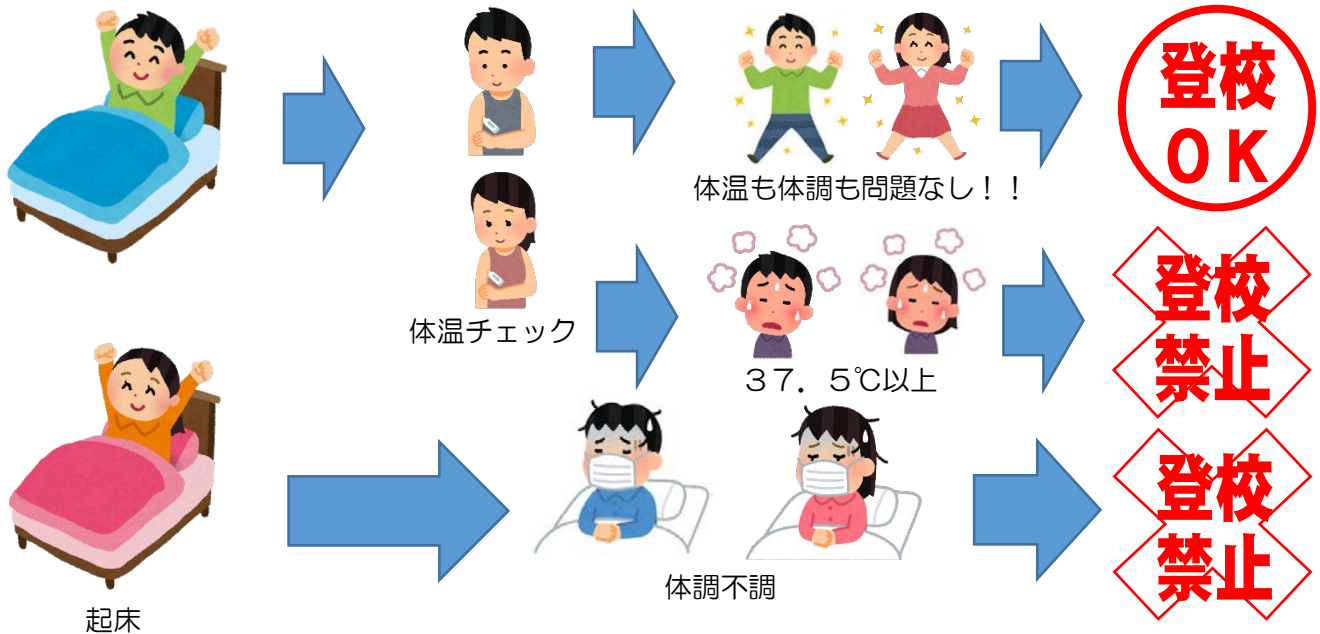 登校
OK
体温も体調も問題なし！！
体温チェック
３７．５℃以上
登校
禁止
登校
禁止
体調不調
起床